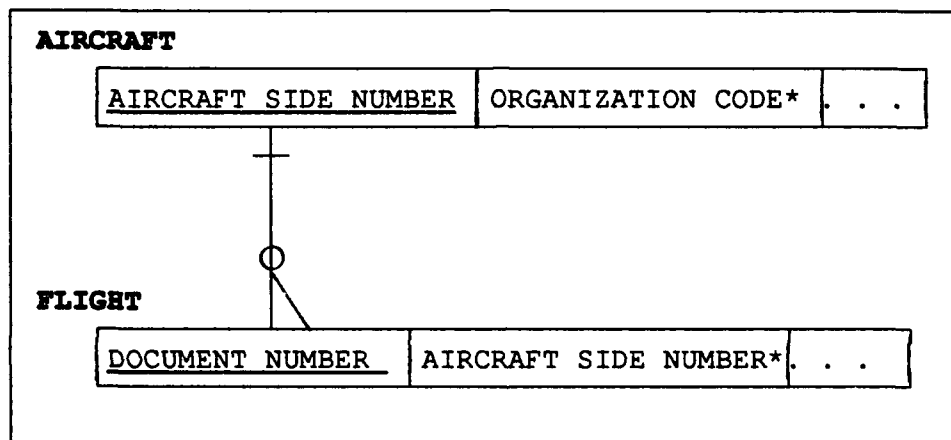 AIRCRAFT
AIRCRAFT SIDE NUMBER ORGANIZATION CODE* . . .
FLIGHT
DOCUMENT NUMBER AIRCRAFT SIDE NUMBER* . . .